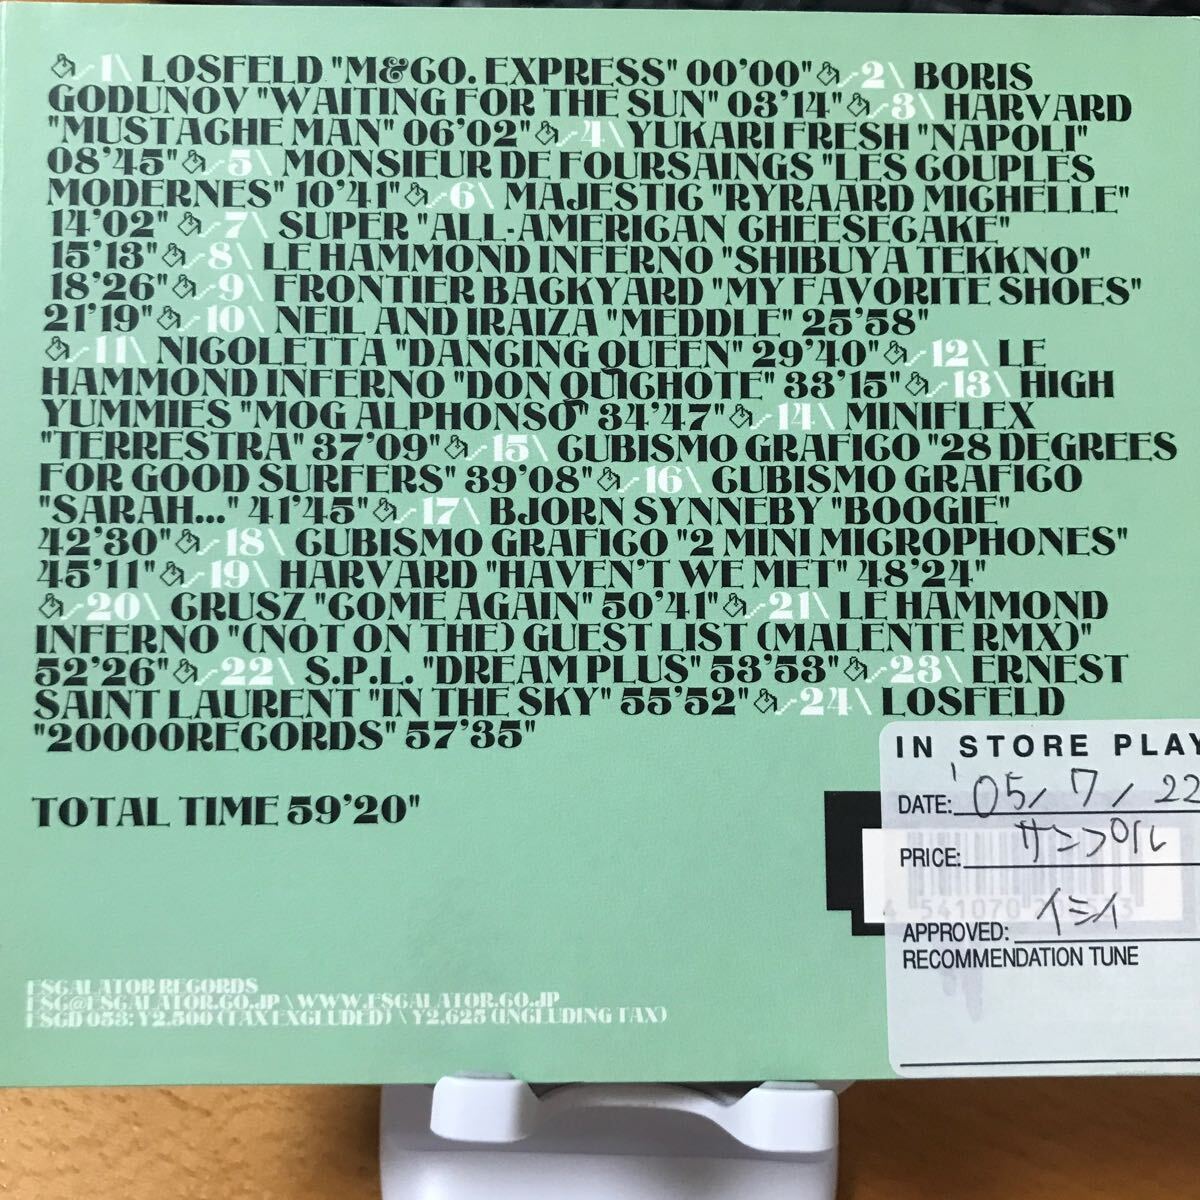 1\ LOSFELD "M&CO. EXPRESS" 00'00" 2\ BORIS
GODUNOV "WAITING FOR THE SUN" 03'14" 3\ HARVARD
"MUSTACHE MAN" 06'02" 4\ YUKARI FRESH "NAPOLI"
08'45" 5\ MONSIEUR DE FOURSAINGS "LES COUPLES
MODERNES" 10'41" 6\ MAJESTIC "RYRAARD MICHELLE"
14'02" 7\ SUPER "ALL-AMERICAN CHEESECAKE"
15'13" 8\ LE HAMMOND INFERNO "SHIBUYA TEKKNO"
18'26" 9\ FRONTIER BACKYARD "MY FAVORITE SHOES"
21'19" 10\ NEIL AND IRAIZA "MEDDLE" 25'58"
11\ NICOLETTA "DANCING QUEEN" 29'40" 12\ LE
HAMMOND INFERNO "DON QUICHOTE" 33'15" 13\ HIGH
YUMMIES "MOG ALPHONSO" 34'47" 14\ MINIFLEX
"TERRESTRA" 37'09" 15\ CUBISMO GRAFICO "28 DEGREES
FOR GOOD SURFERS" 39'08" 16\ CUBISMO GRAFICO
"SARAH..." 41'45" 17\ BJORN SYNNEBY "BOOGIE"
42'30" 18\ CUBISMO GRAFICO "2 MINI MICROPHONES"
45'11" 19\ HARVARD "HAVEN'T WE MET" 48'24"
20\ CRUSZ "COME AGAIN" 50'41" 21\ LE HAMMOND
INFERNO "(NOT ON THE) GUEST LIST (MALENTE RMX)"
52'26" 22\ S.P.L. "DREAM PLUS" 53'53" 23\ ERNEST
SAINT LAURENT "IN THE SKY" 55'52" 24\ LOSFELD
"20000RECORDS" 57'35"
TOTAL TIME 59'20"
IN STORE PLAY
DATE: '05/7/22
PRICE: サンプル
4 541070
APPROVED: イミイ
RECOMMENDATION TUNE
ESCALATOR RECORDS
ESC@ESCALATOR.CO.JP \ WWW.ESCALATOR.CO.JP
ESCD 053: Y2,500 (TAX EXCLUDED) \ Y2,625 (INCLUDING TAX)